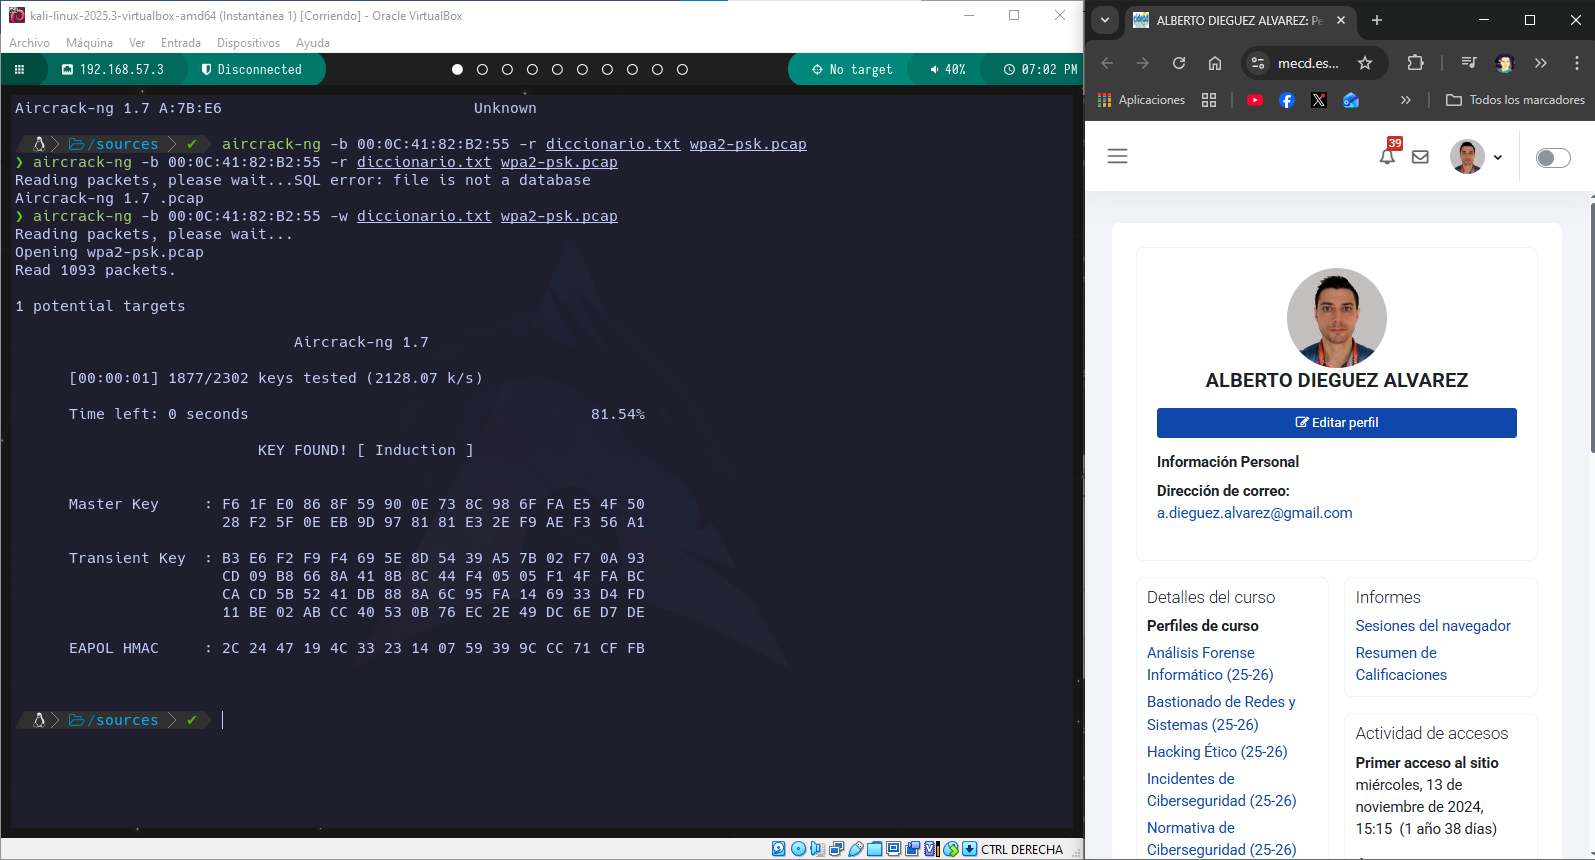 kali-linux-2025.3-virtualbox-amd64 (Instantánea 1) [Corriendo] - Oracle VirtualBox
Archivo Máquina Ver Entrada Dispositivos Ayuda
192.168.57.3 Disconnected No target 40% 07:02 PM
Aircrack-ng 1.7 A:7B:E6 Unknown
/sources ✔ aircrack-ng -b 00:0C:41:82:B2:55 -r diccionario.txt wpa2-psk.pcap
❯ aircrack-ng -b 00:0C:41:82:B2:55 -r diccionario.txt wpa2-psk.pcap
Reading packets, please wait...SQL error: file is not a database
Aircrack-ng 1.7 .pcap
❯ aircrack-ng -b 00:0C:41:82:B2:55 -w diccionario.txt wpa2-psk.pcap
Reading packets, please wait...
Opening wpa2-psk.pcap
Read 1093 packets.
1 potential targets
Aircrack-ng 1.7
[00:00:01] 1877/2302 keys tested (2128.07 k/s)
Time left: 0 seconds 81.54%
KEY FOUND! [ Induction ]
Master Key : F6 1F E0 86 8F 59 90 0E 73 8C 98 6F FA E5 4F 50
28 F2 5F 0E EB 9D 97 81 81 E3 2E F9 AE F3 56 A1
Transient Key : B3 E6 F2 F9 F4 69 5E 8D 54 39 A5 7B 02 F7 0A 93
CD 09 B8 66 8A 41 8B 8C 44 F4 05 05 F1 4F FA BC
CA CD 5B 52 41 DB 88 8A 6C 95 FA 14 69 33 D4 FD
11 BE 02 AB CC 40 53 0B 76 EC 2E 49 DC 6E D7 DE
EAPOL HMAC : 2C 24 47 19 4C 33 23 14 07 59 39 9C CC 71 CF FB
/sources ✔
CTRL DERECHA
ALBERTO DIEGUEZ ALVAREZ: Pe
mecd.es...
Aplicaciones
Todos los marcadores
39
ALBERTO DIEGUEZ ALVAREZ
Editar perfil
Información Personal
Dirección de correo:
a.dieguez.alvarez@gmail.com
Detalles del curso
Perfiles de curso
Análisis Forense
Informático (25-26)
Bastionado de Redes y
Sistemas (25-26)
Hacking Ético (25-26)
Incidentes de
Ciberseguridad (25-26)
Normativa de
Ciberseguridad (25-26)
Informes
Sesiones del navegador
Resumen de
Calificaciones
Actividad de accesos
Primer acceso al sitio
miércoles, 13 de
noviembre de 2024,
15:15 (1 año 38 días)